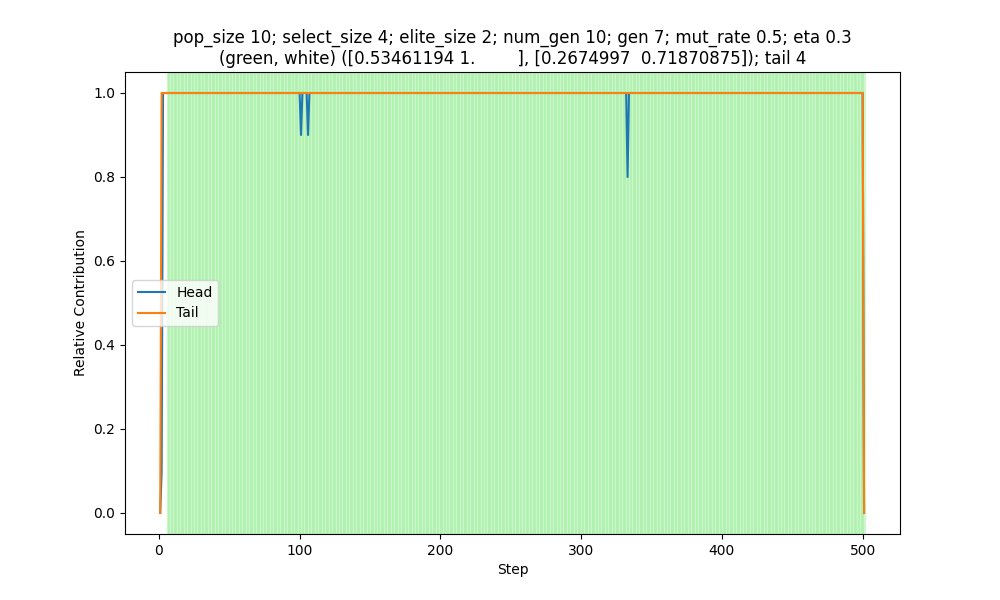 pop_size 10; select_size 4; elite_size 2; num_gen 10; gen 7; mut_rate 0.5; eta 0.3
(green, white) ([0.53461194 1.        ], [0.2674997  0.71870875]); tail 4
1.0
0.8
0.6
0.4
0.2
0.0
Relative Contribution
Head
Tail
0
100
200
300
400
500
Step